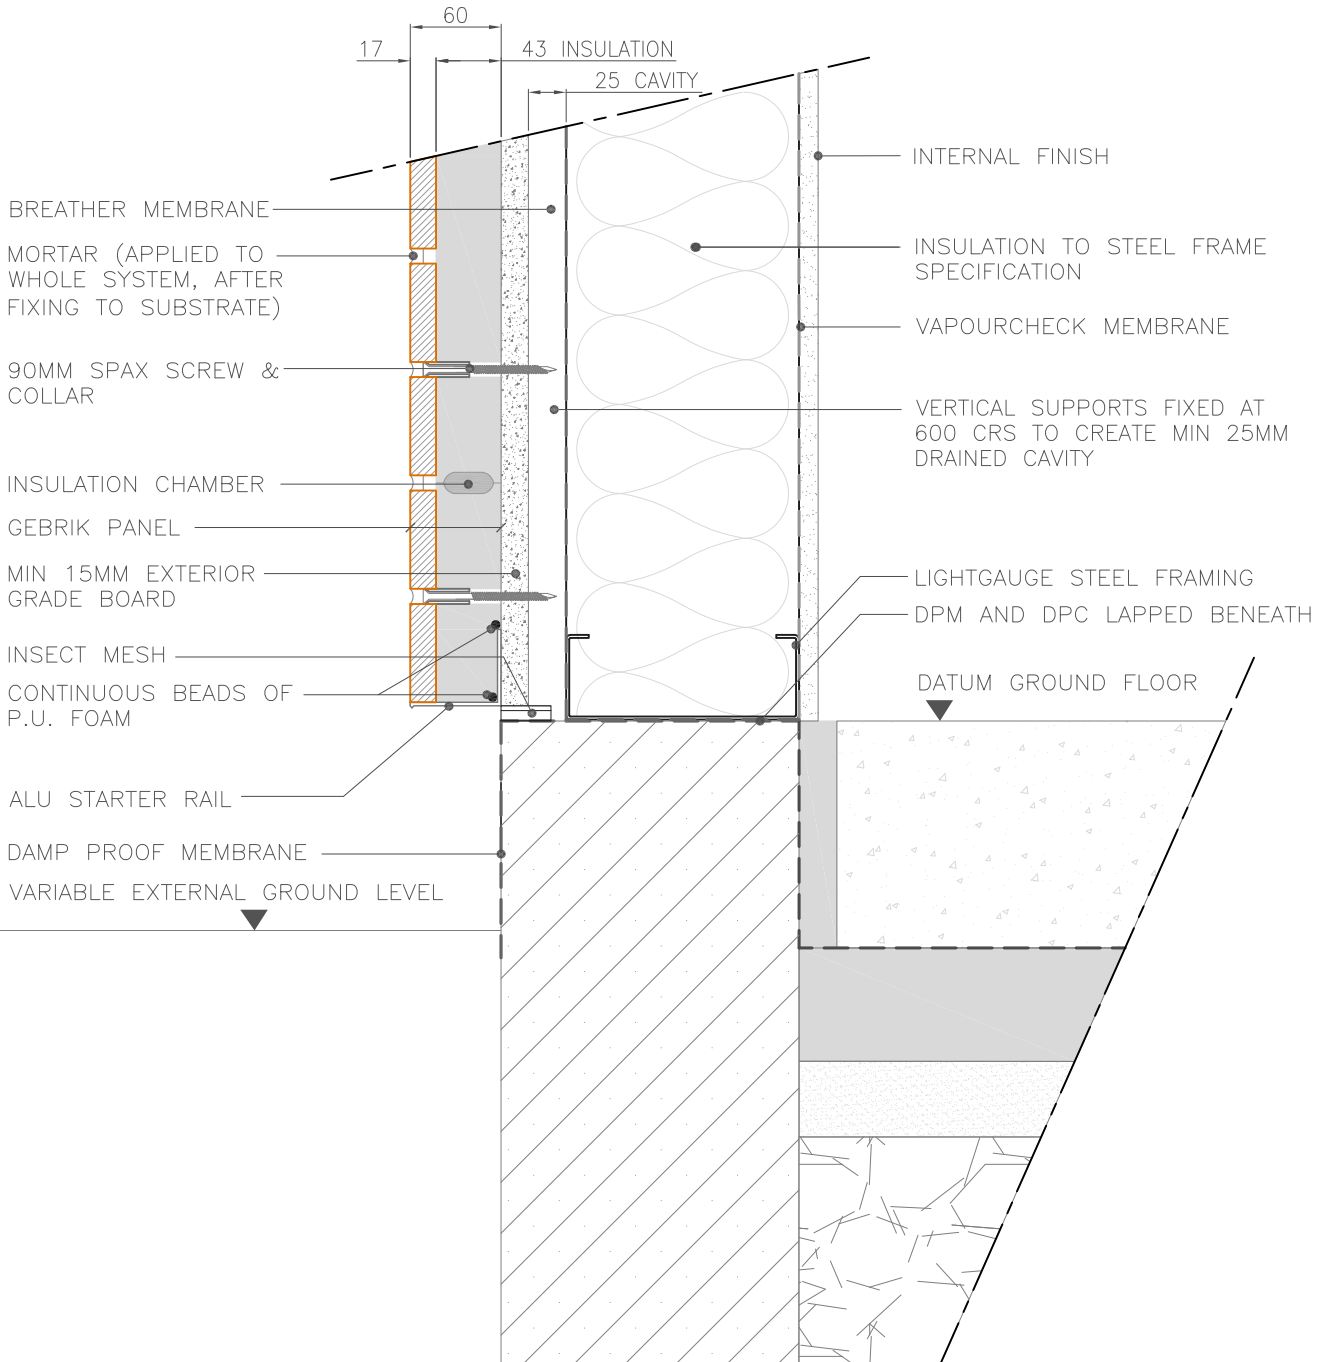 60
17
43 INSULATION
25 CAVITY
BREATHER MEMBRANE
MORTAR (APPLIED TO
WHOLE SYSTEM, AFTER
FIXING TO SUBSTRATE)
90MM SPAX SCREW &
COLLAR
INSULATION CHAMBER
GEBRIK PANEL
MIN 15MM EXTERIOR
GRADE BOARD
INSECT MESH
CONTINUOUS BEADS OF
P.U. FOAM
ALU STARTER RAIL
DAMP PROOF MEMBRANE
VARIABLE EXTERNAL GROUND LEVEL
INTERNAL FINISH
INSULATION TO STEEL FRAME
SPECIFICATION
VAPOURCHECK MEMBRANE
VERTICAL SUPPORTS FIXED AT
600 CRS TO CREATE MIN 25MM
DRAINED CAVITY
LIGHTGAUGE STEEL FRAMING
DPM AND DPC LAPPED BENEATH
DATUM GROUND FLOOR